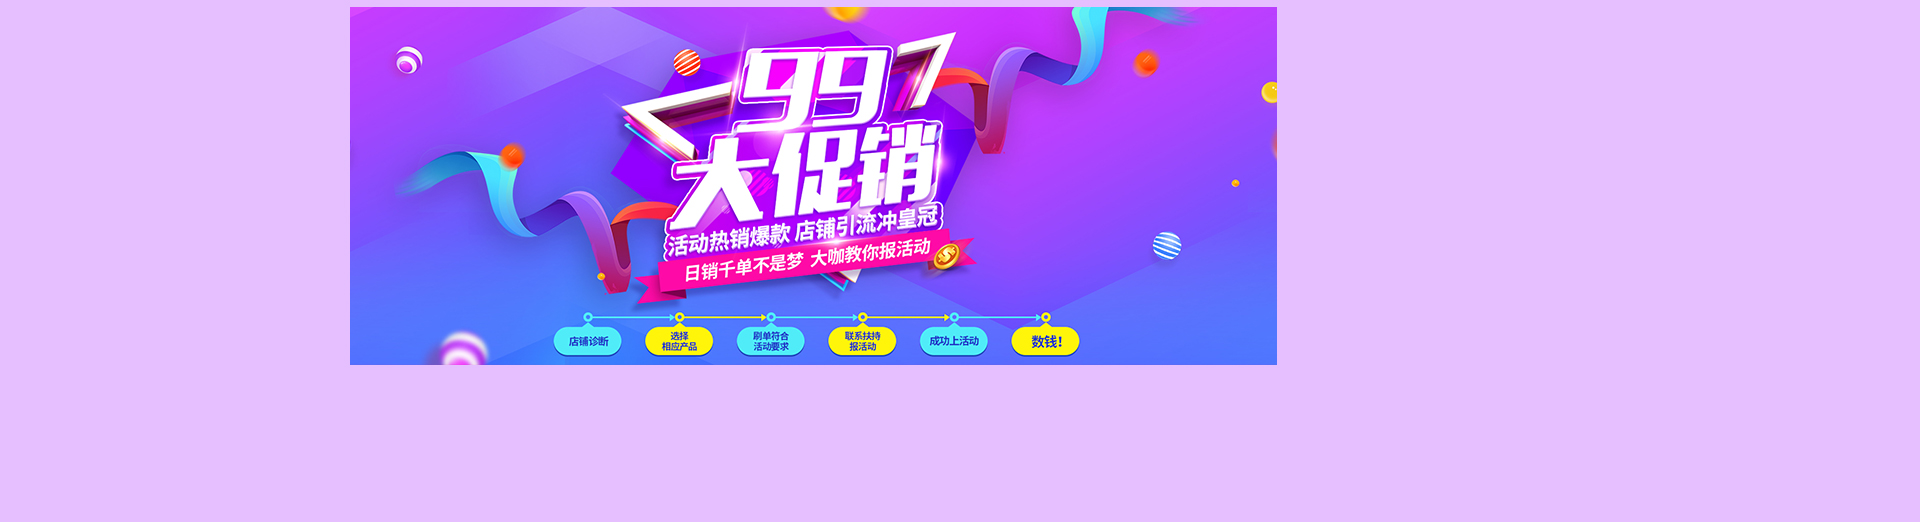 99
大促销
活动热销爆款 店铺引流冲皇冠
日销千单不是梦 大咖教你报活动
店铺诊断
选择
相应产品
刷单符合
活动要求
联系扶持
报活动
成功上活动
数钱!